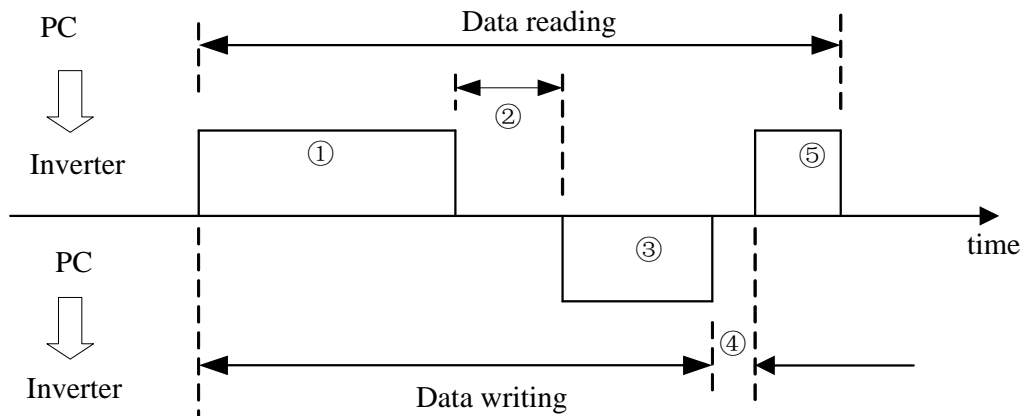 PC
Data reading
②
①
⑤
Inverter
time
PC
③
④
Inverter
Data writing